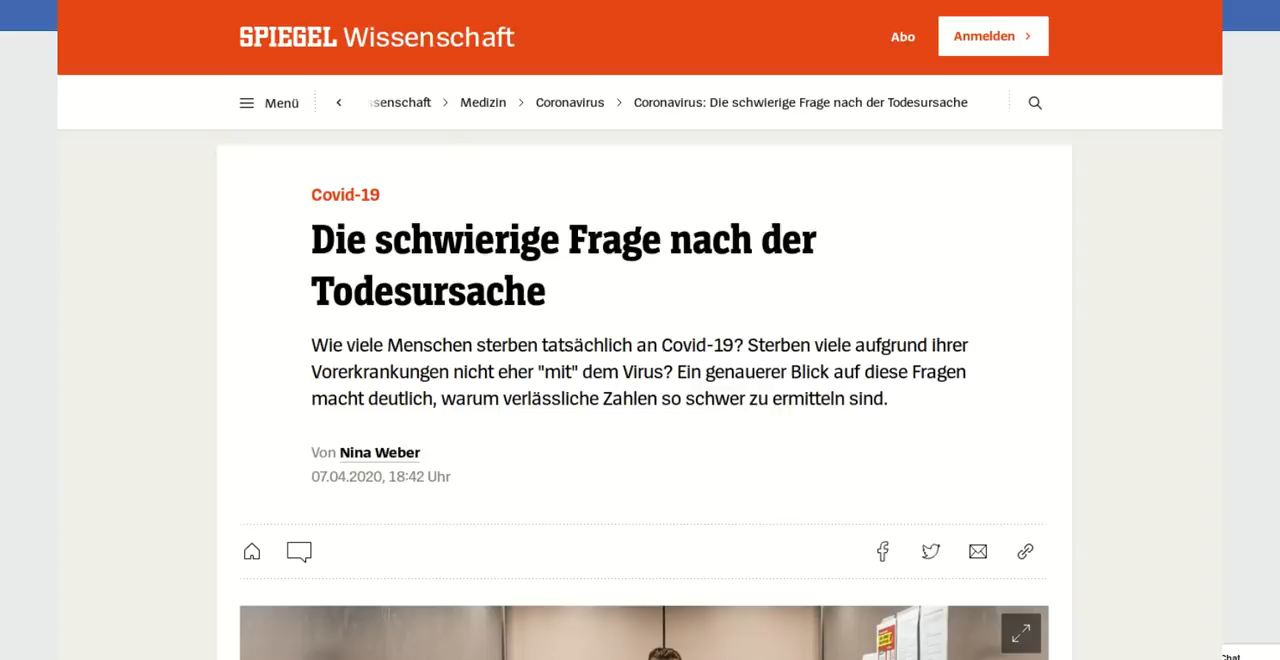 SPIEGEL Wissenschaft
Abo
Anmelden
Menü
senschaft
Medizin
Coronavirus
Coronavirus: Die schwierige Frage nach der Todesursache
Covid-19
Die schwierige Frage nach der
Todesursache
Wie viele Menschen sterben tatsächlich an Covid-19? Sterben viele aufgrund ihrer
Vorerkrankungen nicht eher "mit" dem Virus? Ein genauerer Blick auf diese Fragen
macht deutlich, warum verlässliche Zahlen so schwer zu ermitteln sind.
Von Nina Weber
07.04.2020, 18:42 Uhr
Chat